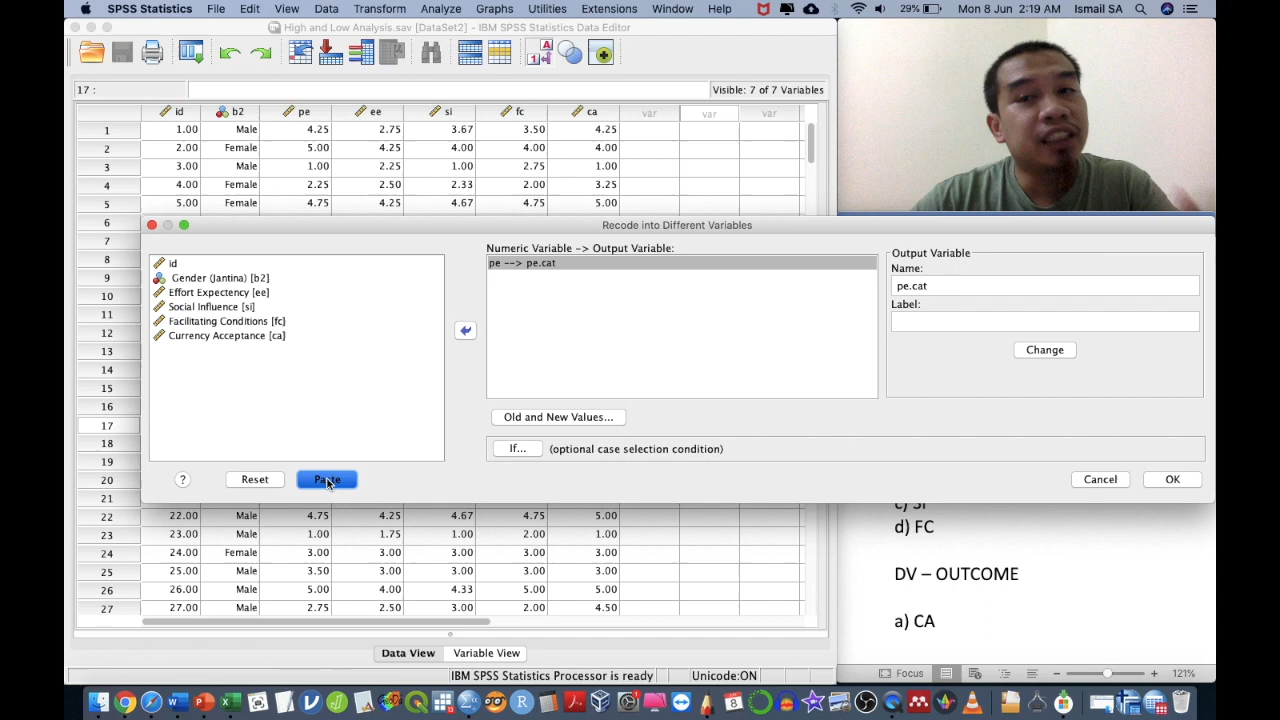 SPSS Statistics File Edit View Data Transform Analyze Graphs Utilities Extensions Window Help 29% Mon 8 Jun 2:19 AM Ismail SA
High and Low Analysis.sav [DataSet2] - IBM SPSS Statistics Data Editor
17 : Visible: 7 of 7 Variables
id b2 pe ee si fc ca var var var
1 1.00 Male 4.25 2.75 3.67 3.50 4.25
2 2.00 Female 5.00 4.25 4.00 4.00 4.00
3 3.00 Male 1.00 2.25 1.00 2.75 1.00
4 4.00 Female 2.25 2.50 2.33 2.00 3.25
5 5.00 Female 4.75 4.25 4.67 4.75 5.00
6
7
8
9
10
11
12
13
14
15
16
17
18
19
20
21
Recode into Different Variables
id
Gender (Jantina) [b2]
Effort Expectency [ee]
Social Influence [si]
Facilitating Conditions [fc]
Currency Acceptance [ca]
Numeric Variable -> Output Variable:
pe --> pe.cat
Output Variable
Name:
pe.cat
Label:
Change
Old and New Values...
If... (optional case selection condition)
? Reset Paste Cancel OK
22 22.00 Male 4.75 4.25 4.67 4.75 5.00
23 23.00 Male 1.00 1.75 1.00 2.00 1.00
24 24.00 Female 3.00 3.00 3.00 3.00 3.00
25 25.00 Male 3.50 3.00 3.00 3.00 3.00
26 26.00 Male 5.00 4.00 4.33 5.00 5.00
27 27.00 Male 2.75 2.50 3.00 2.00 4.50
Data View Variable View
IBM SPSS Statistics Processor is ready Unicode:ON
c) SI
d) FC
DV – OUTCOME
a) CA
Focus 121%